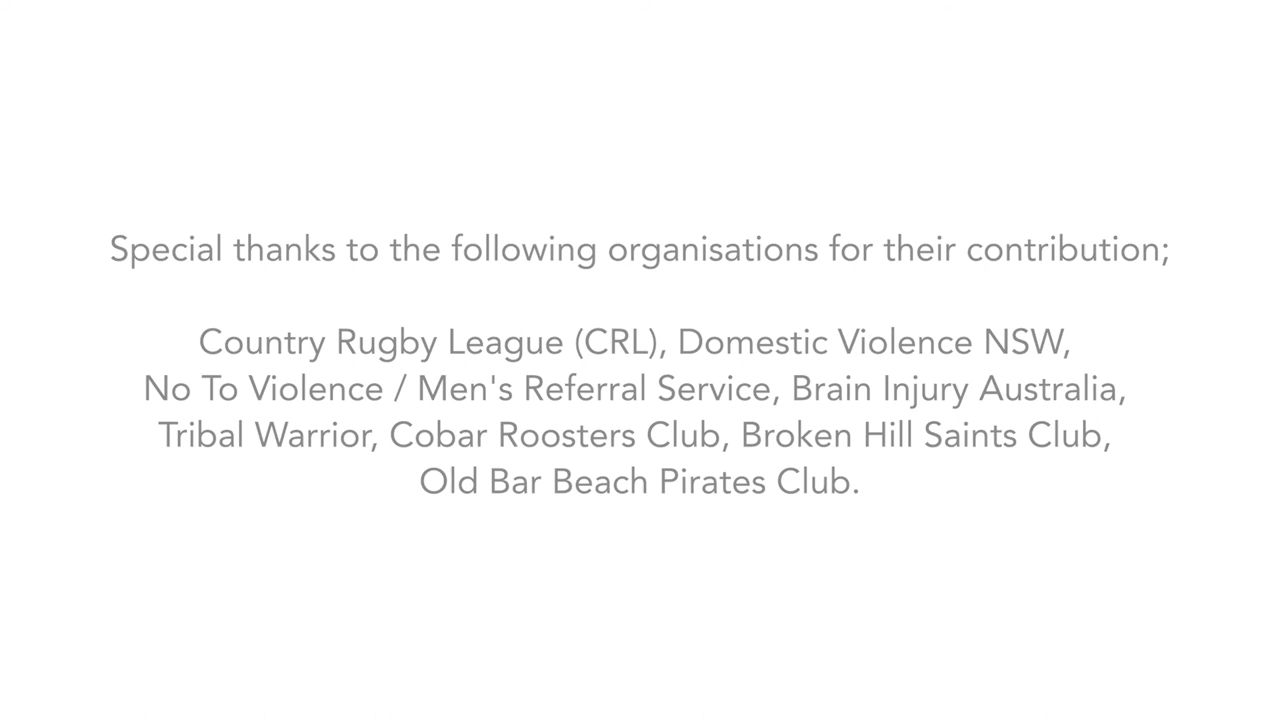 Special thanks to the following organisations for their contribution;
Country Rugby League (CRL), Domestic Violence NSW,
No To Violence / Men's Referral Service, Brain Injury Australia,
Tribal Warrior, Cobar Roosters Club, Broken Hill Saints Club,
Old Bar Beach Pirates Club.